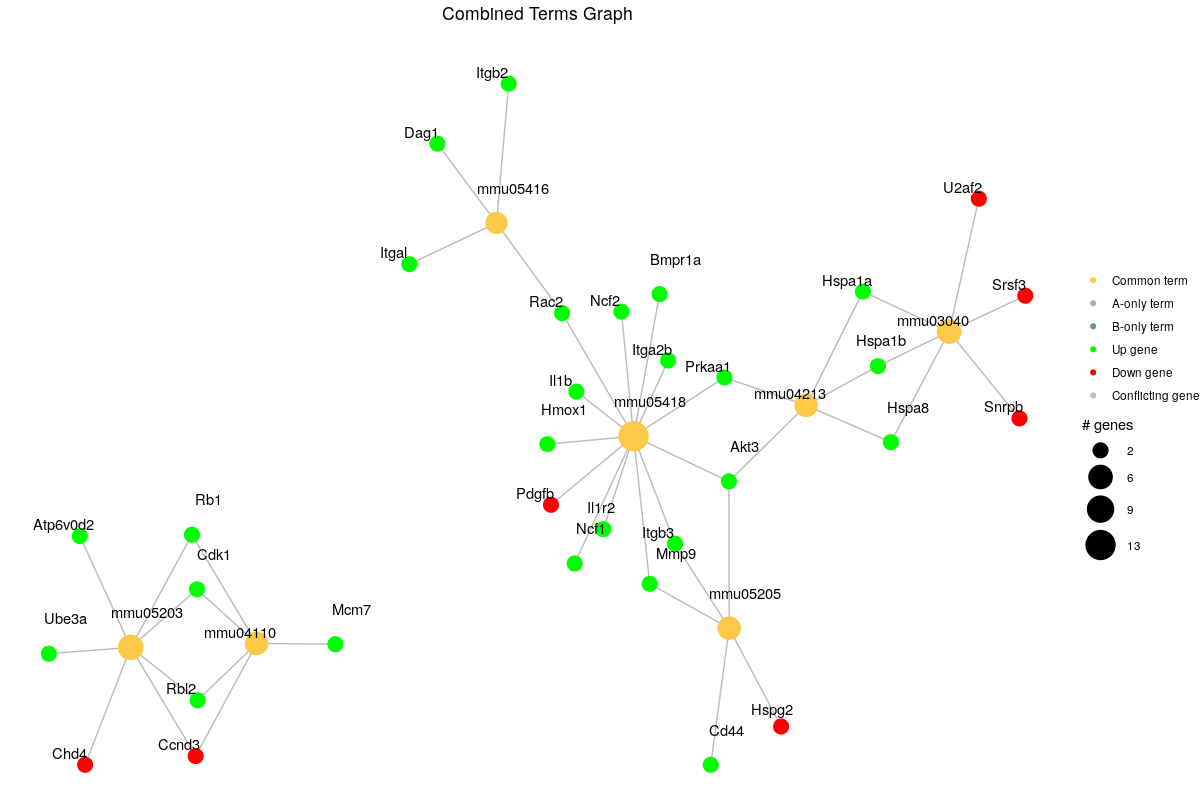 Combined Terms Graph
Itgb2
Dag1
mmu05416
U2af2
Itgal
Bmpr1a
Hspa1a
Srsf3
Common term
Rac2
Ncf2
A-only term
mmu03040
B-only term
Hspa1b
Itga2b
Up gene
Prkaa1
Down gene
Il1b
mmu04213
Conflicting gene
mmu05418
Hmox1
Hspa8
Snrpb
# genes
Akt3
2
6
Pdgfb
Rb1
Il1r2
9
Atp6v0d2
Ncf1
Itgb3
13
Cdk1
Mmp9
mmu05205
mmu05203
Mcm7
Ube3a
mmu04110
Rbl2
Hspg2
Cd44
Ccnd3
Chd4